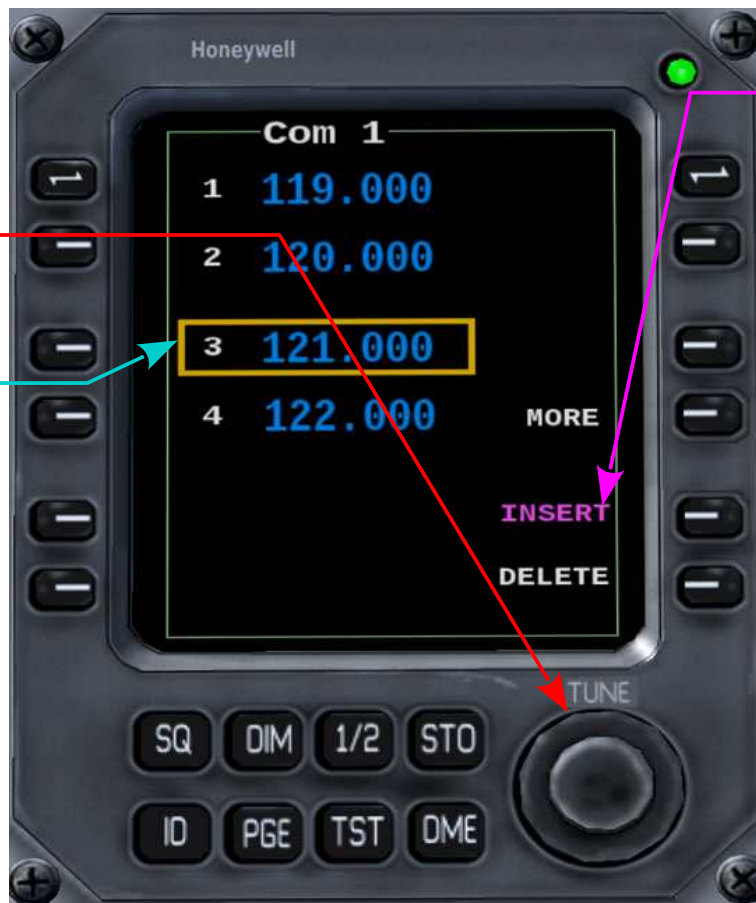 Honeywell
Com 1
1 119.000
2 120.000
3 121.000
4 122.000 MORE
INSERT
DELETE
TUNE
SQ DIM 1/2 STO
ID PGE TST DME